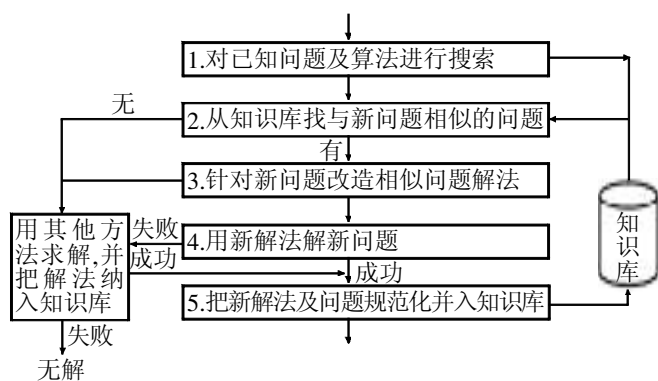 1.对已知问题及算法进行搜索
无
2.从知识库找与新问题相似的问题
有
3.针对新问题改造相似问题解法
用其他方
法求解,并
把解法纳
入知识库
失败
成功
4.用新解法解新问题
成功
5.把新解法及问题规范化并入知识库
知
识
库
失败
无解